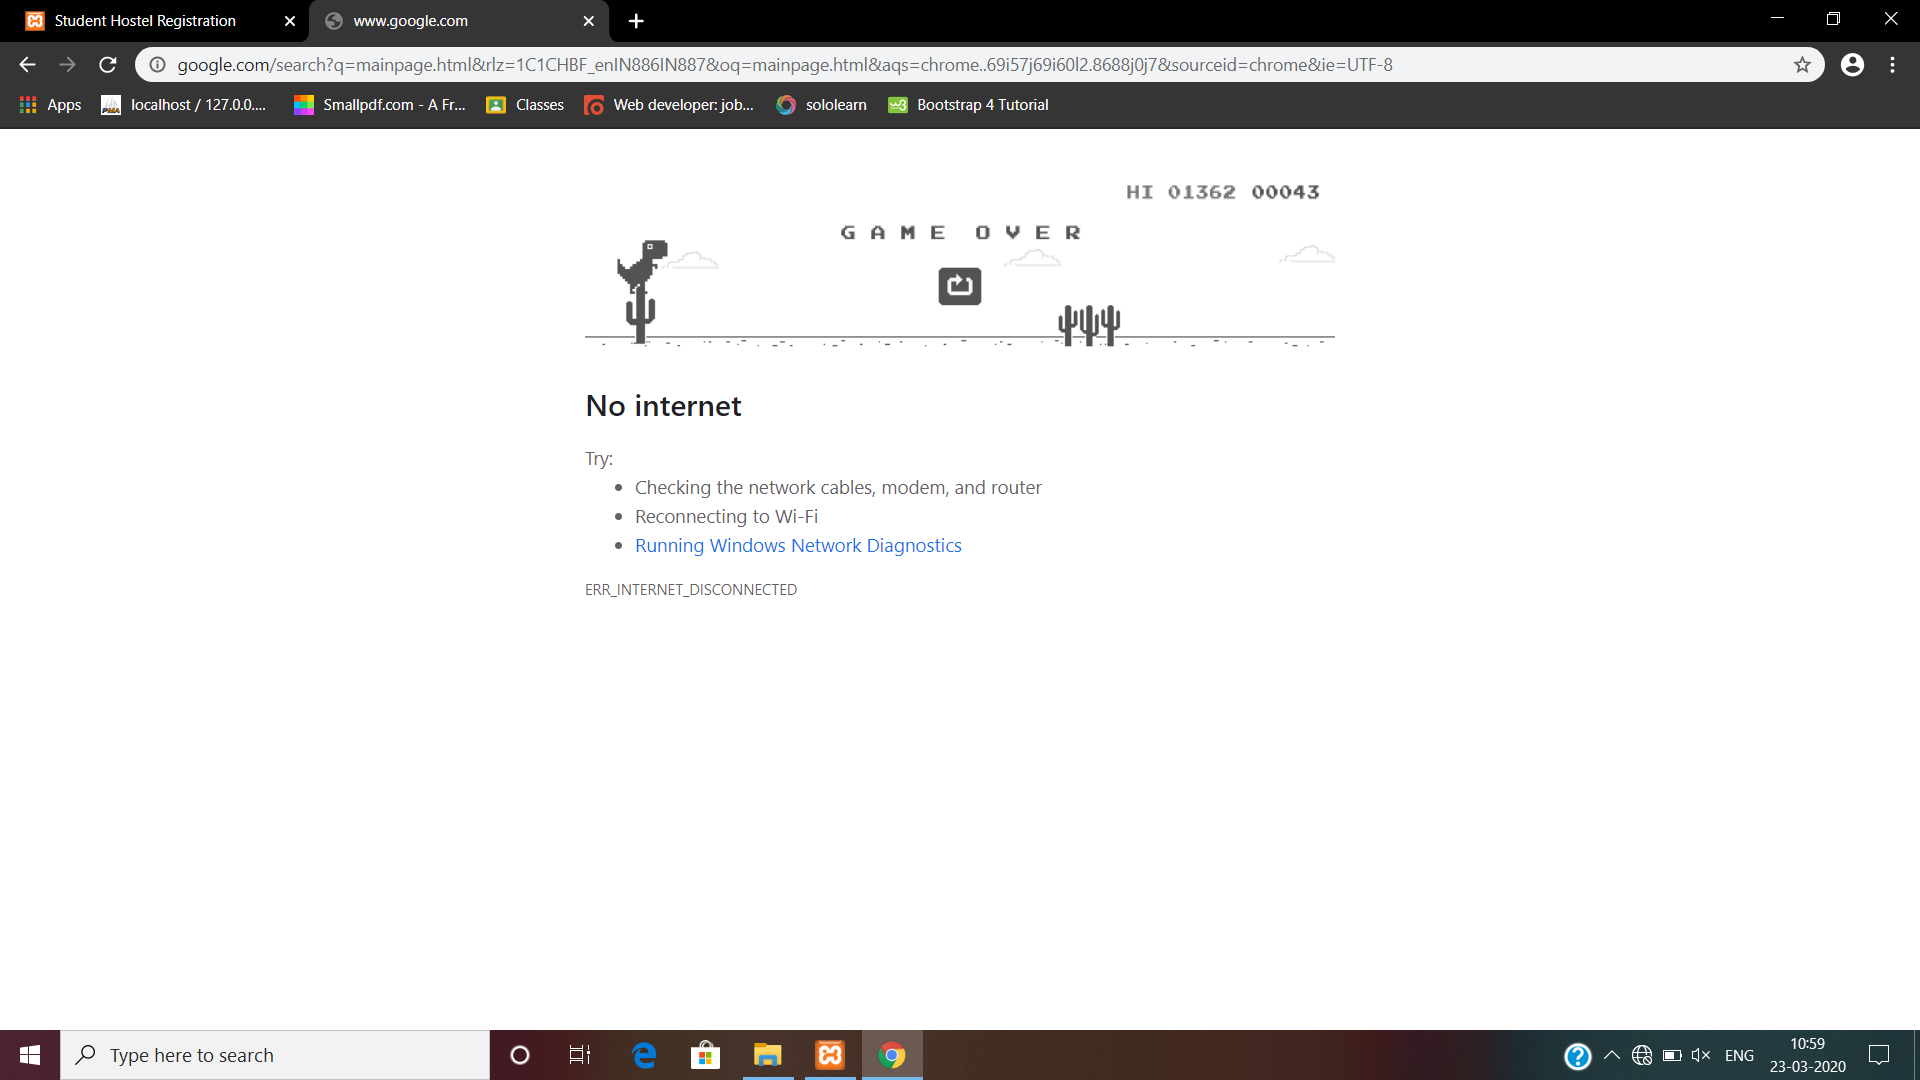 Student Hostel Registration
www.google.com
google.com/search?q=mainpage.html&rlz=1C1CHBF_enIN886IN887&oq=mainpage.html&aqs=chrome..69i57j69i60l2.8688j0j7&sourceid=chrome&ie=UTF-8
Apps
localhost / 127.0.0....
Smallpdf.com - A Fr...
Classes
Web developer: job...
sololearn
Bootstrap 4 Tutorial
HI 01362 00043
GAME OVER
No internet
Try:
Checking the network cables, modem, and router
Reconnecting to Wi-Fi
Running Windows Network Diagnostics
ERR_INTERNET_DISCONNECTED
Type here to search
ENG
10:59
23-03-2020